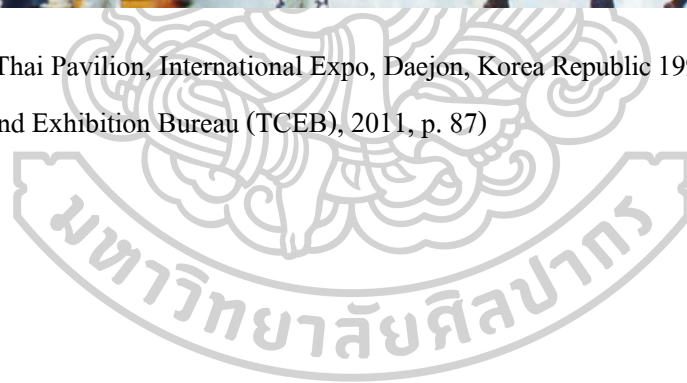 Thai Pavilion, International Expo, Daejon, Korea Republic 199
nd Exhibition Bureau (TCEB), 2011, p. 87)
มหาวิทยาลัยศิลปากร